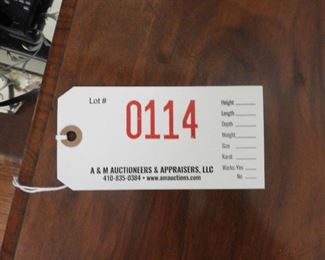 Lot #
0114
Height
Length
Depth
Weight
Size
Karat
Works Yes
No
A & M AUCTIONEERS & APPRAISERS, LLC
410-835-0384 • www.amauctions.com